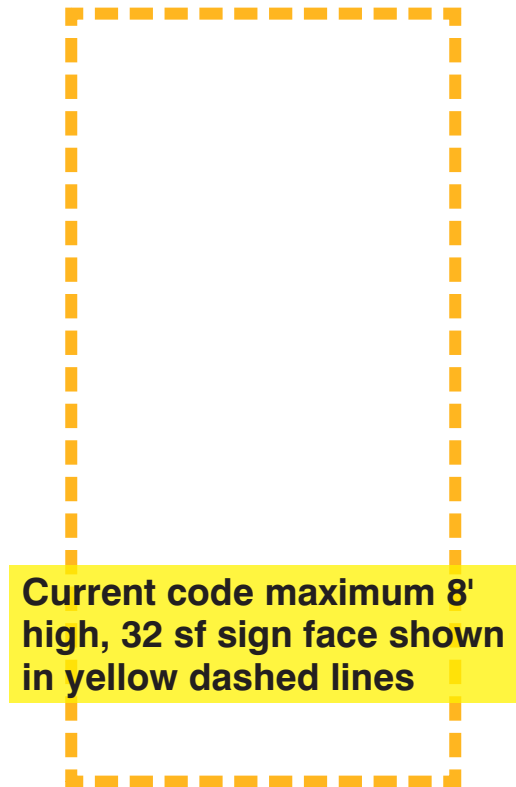 Current code maximum 8'
high, 32 sf sign face shown
in yellow dashed lines